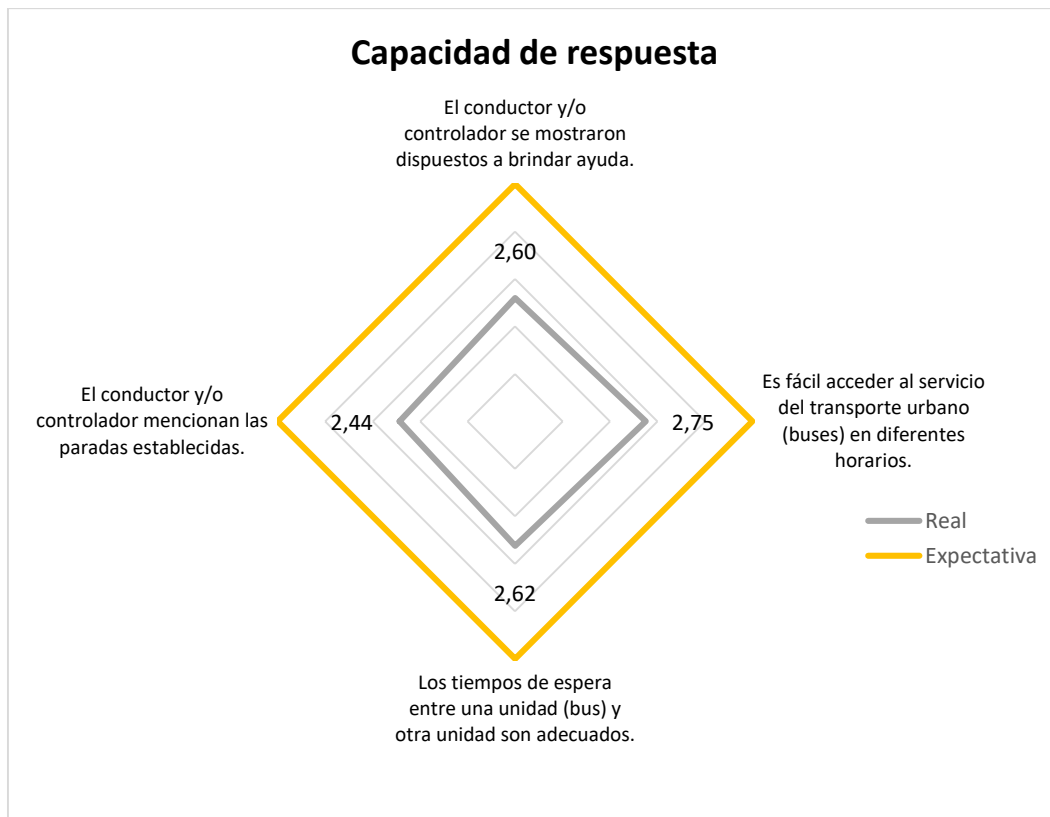 Capacidad de respuesta
El conductor y/o
controlador se mostraron
dispuestos a brindar ayuda.
2,60
El conductor y/o
controlador mencionan las
paradas establecidas.
2,44
2,75
Es fácil acceder al servicio
del transporte urbano
(buses) en diferentes
horarios.
Real
Expectativa
2,62
Los tiempos de espera
entre una unidad (bus) y
otra unidad son adecuados.